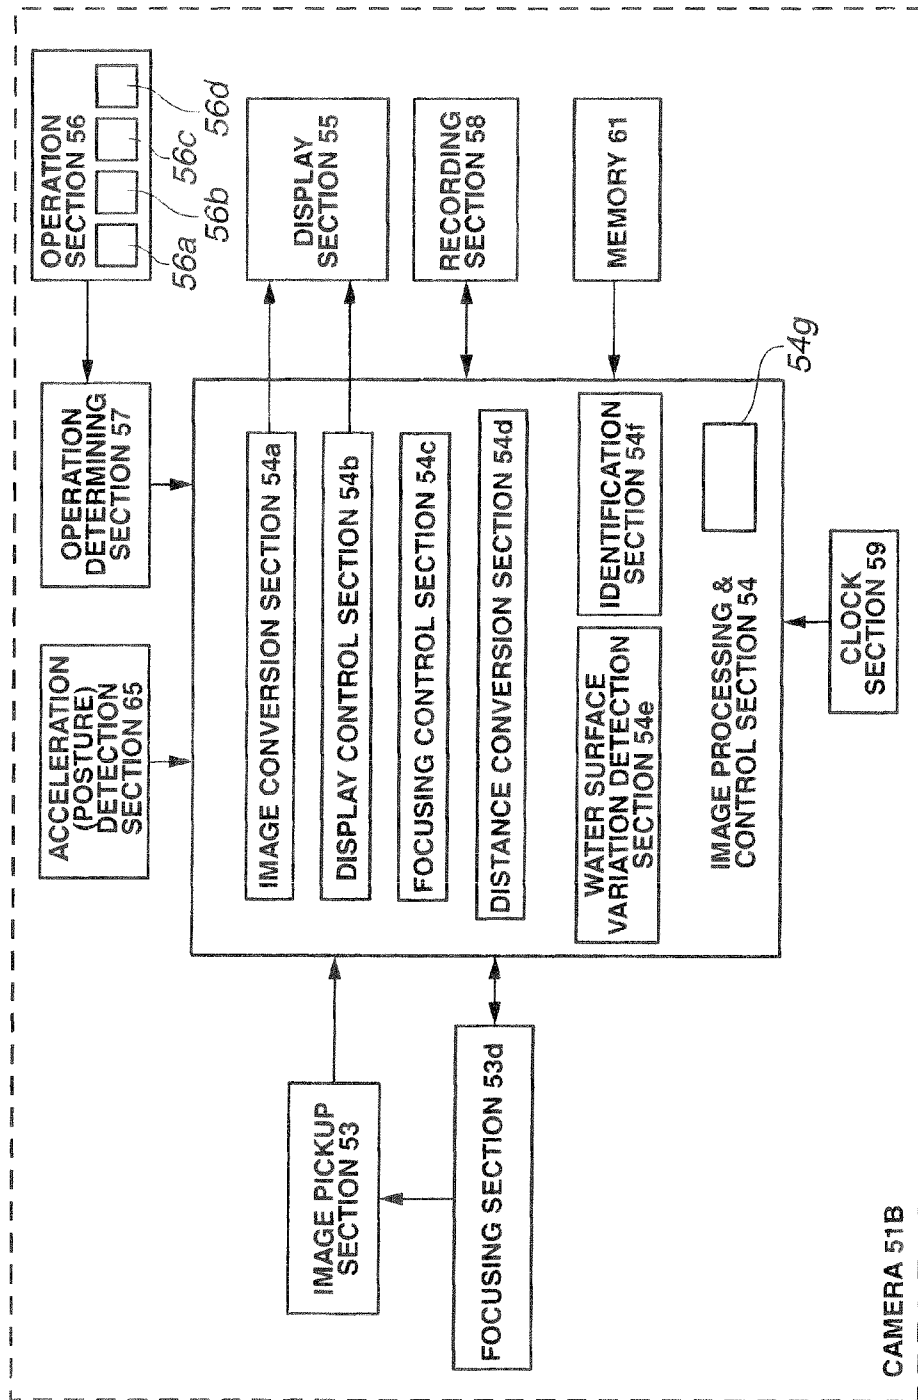 ACCELERATION
(POSTURE)
DETECTION
SECTION 65
OPERATION
DETERMINING
SECTION 57
OPERATION
SECTION 56
56a
56b
56c
56d
IMAGE PICKUP
SECTION 53
FOCUSING SECTION 53d
IMAGE CONVERSION SECTION 54a
DISPLAY CONTROL SECTION 54b
FOCUSING CONTROL SECTION 54c
DISTANCE CONVERSION SECTION 54d
WATER SURFACE
VARIATION DETECTION
SECTION 54e
IDENTIFICATION
SECTION 54f
IMAGE PROCESSING &
CONTROL SECTION 54
54g
DISPLAY
SECTION 55
RECORDING
SECTION 58
MEMORY 61
CLOCK
SECTION 59
CAMERA 51B